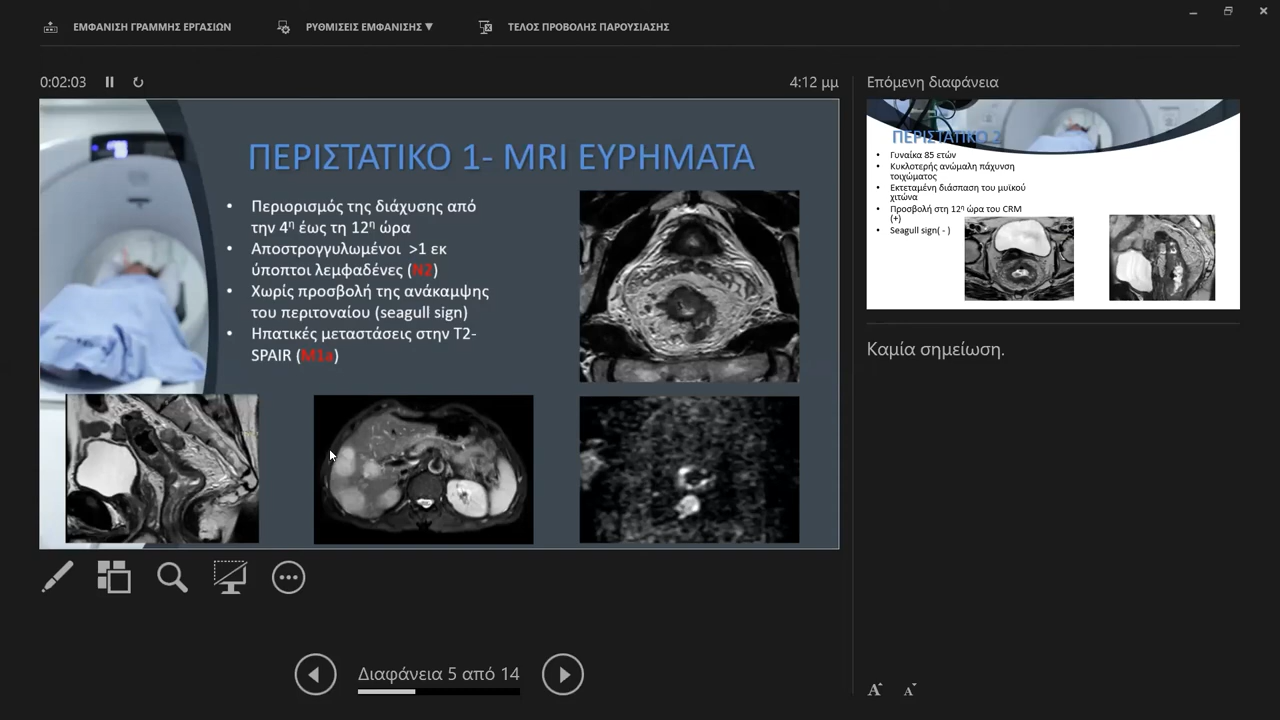 ΕΜΦΑΝΙΣΗ ΓΡΑΜΜΗΣ ΕΡΓΑΣΙΩΝ
ΡΥΘΜΙΣΕΙΣ ΕΜΦΑΝΙΣΗΣ ▼
ΤΕΛΟΣ ΠΡΟΒΟΛΗΣ ΠΑΡΟΥΣΙΑΣΗΣ
0:02:03
4:12 μμ
ΠΕΡΙΣΤΑΤΙΚΟ 1- MRI ΕΥΡΗΜΑΤΑ
• Περιορισμός της διάχυσης από
την 4η έως τη 12η ώρα
• Αποστρογγυλωμένοι >1 εκ
ύποπτοι λεμφαδένες (N2)
• Χωρίς προσβολή της ανάκαμψης
του περιτοναίου (seagull sign)
• Ηπατικές μεταστάσεις στην T2-
SPAIR (M1a)
Επόμενη διαφάνεια
ΠΕΡΙΣΤΑΤΙΚΟ 2
• Γυναίκα 85 ετών
• Κυκλοτερής ανώμαλη πάχυνση
τοιχώματος
• Εκτεταμένη διάσπαση του μυϊκού
χιτώνα
• Προσβολή στη 12η ώρα του CRM
(+)
• Seagull sign( - )
Καμία σημείωση.
Διαφάνεια 5 από 14
A A